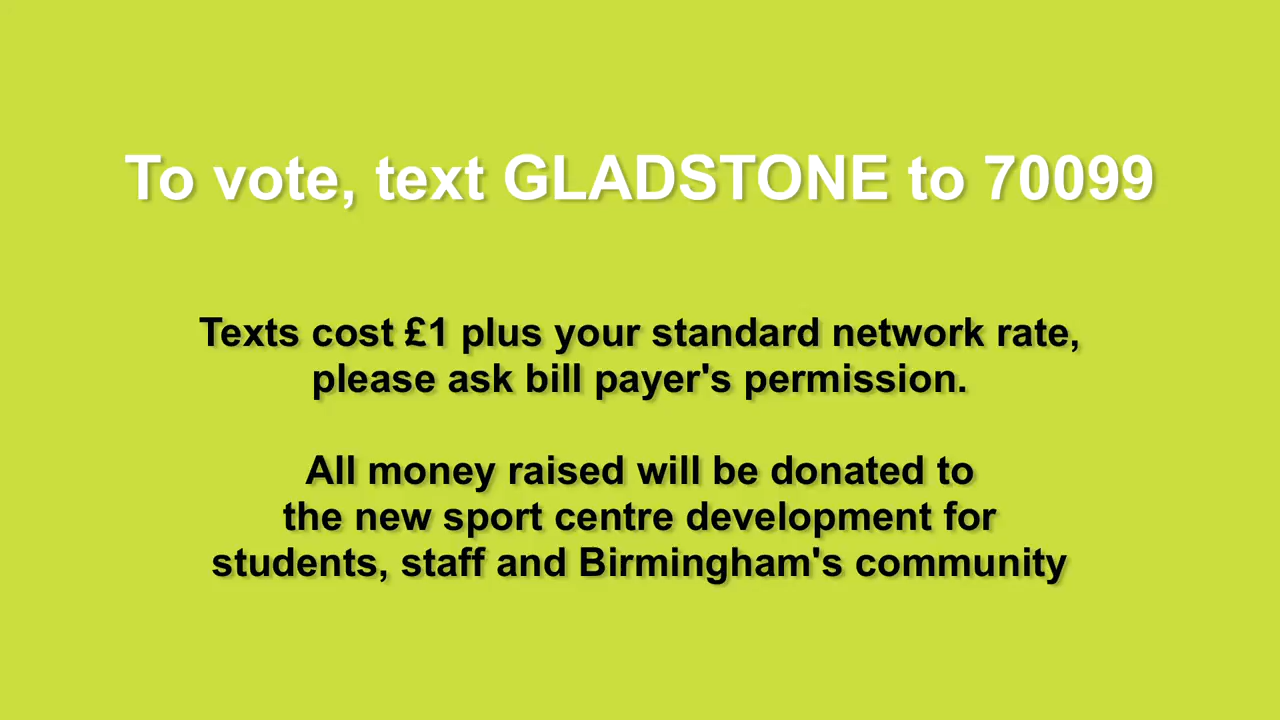 To vote, text GLADSTONE to 70099
Texts cost £1 plus your standard network rate,
please ask bill payer's permission.
All money raised will be donated to
the new sport centre development for
students, staff and Birmingham's community